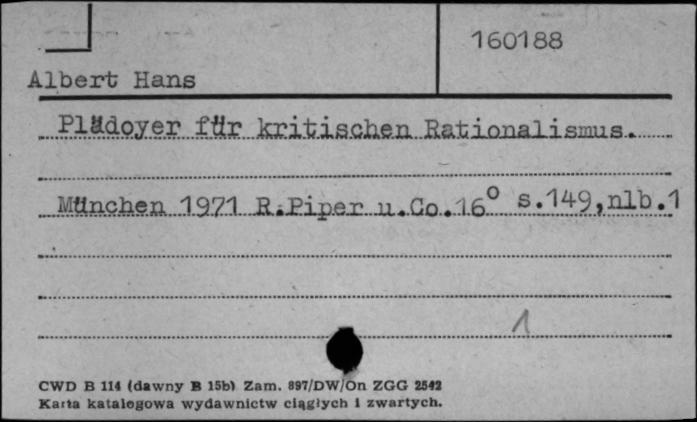 160188
Albert Hans
Plädoyer für kritischen Rationalismus.
München 1971 R.Piper u.Co.16° s.149,nlb.1
1
CWD B 114 (dawny B 15b) Zam. 897/DW/On ZGG 2542
Karta katalogowa wydawnictw ciągłych i zwartych.